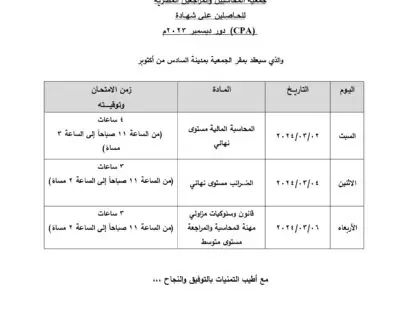 جمعية المحاسبين والمراجعين المصرية
للحاصلين على شهادة
(CPA) دور ديسمبر ٢٠٢٣م
والذي سيعقد بمقر الجمعية بمدينة السادس من أكتوبر
اليوم التاريخ المادة زمن الامتحان وتوقيته
السبت ٢٠٢٤/٠٣/٠٢ المحاسبة المالية مستوى نهائي ٤ ساعات (من الساعة ١١ صباحاً إلى الساعة ٣ مساءً)
الاثنين ٢٠٢٤/٠٣/٠٤ الضرائب مستوى نهائي ٣ ساعات (من الساعة ١١ صباحاً إلى الساعة ٢ مساءً)
الأربعاء ٢٠٢٤/٠٣/٠٦ قانون وسلوكيات مزاولي مهنة المحاسبة والمراجعة مستوى متوسط ٣ ساعات (من الساعة ١١ صباحاً إلى الساعة ٢ مساءً)
مع أطيب التمنيات بالتوفيق والنجاح ،،،